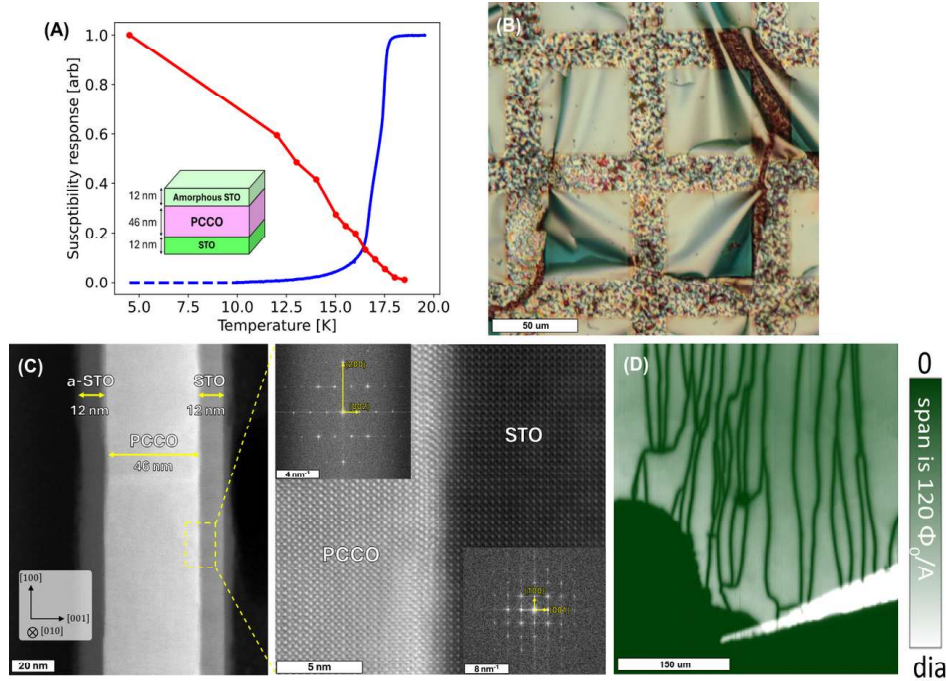 (A)
Suscptibility response [arb]
1.0
0.8
0.6
0.4
0.2
0.0
5.0 7.5 10.0 12.5 15.0 17.5 20.0
Temperature [K]
12 nm
46 nm
12 nm
Amorphous STO
PCCO
STO
(B)
50 um
(C)
a-STO
12 nm
STO
12 nm
PCCO
46 nm
[100]
[001]
[010]
20 nm
(200)
(002)
4 nm⁻¹
STO
PCCO
5 nm
(100)
(001)
8 nm⁻¹
(D)
150 um
0
span is 120 Φ₀/A
dia